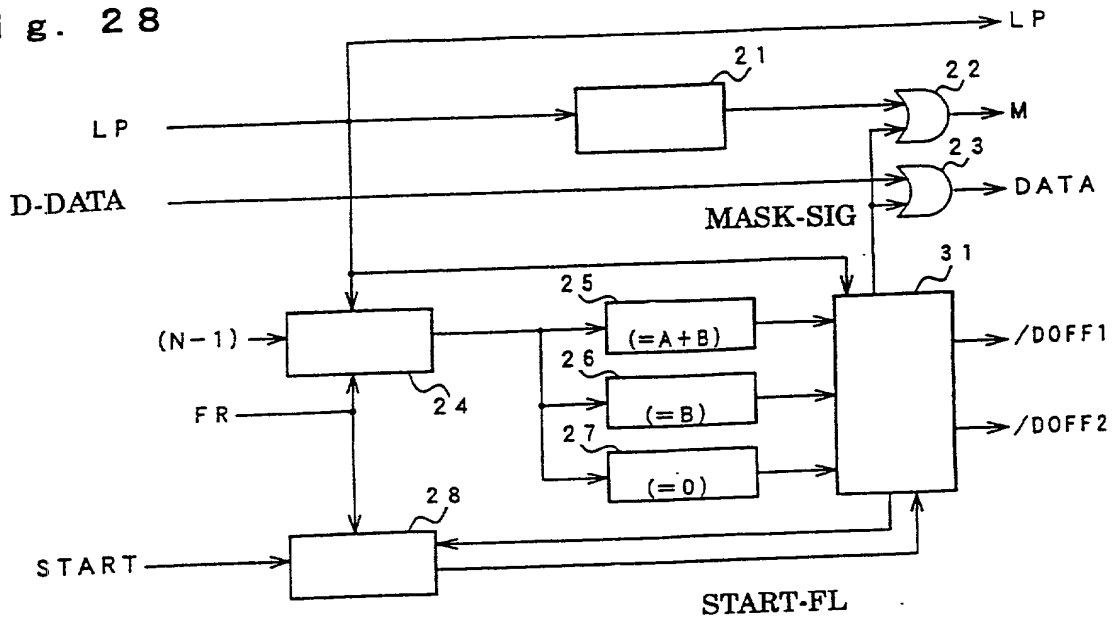 i g. 28
LP
21
22
LP
M
23
D-DATA
DATA
MASK-SIG
31
25
(N-1)
(=A+B)
/DOFF1
26
24
FR
(=B)
/DOFF2
27
(=0)
28
START
START-FL